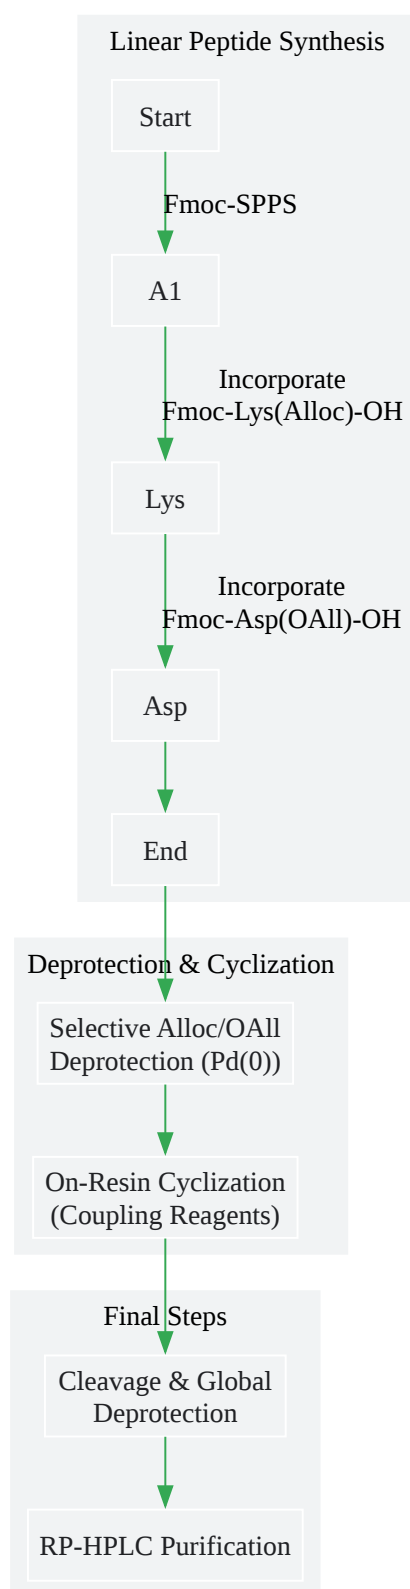 Linear Peptide Synthesis
Start
Fmoc-SPPS
A1
Incorporate
Fmoc-Lys(Alloc)-OH
Lys
Incorporate
Fmoc-Asp(OAll)-OH
Asp
End
Deprotection & Cyclization
Selective Alloc/OAll
Deprotection (Pd(0))
On-Resin Cyclization
(Coupling Reagents)
Final Steps
Cleavage & Global
Deprotection
RP-HPLC Purification